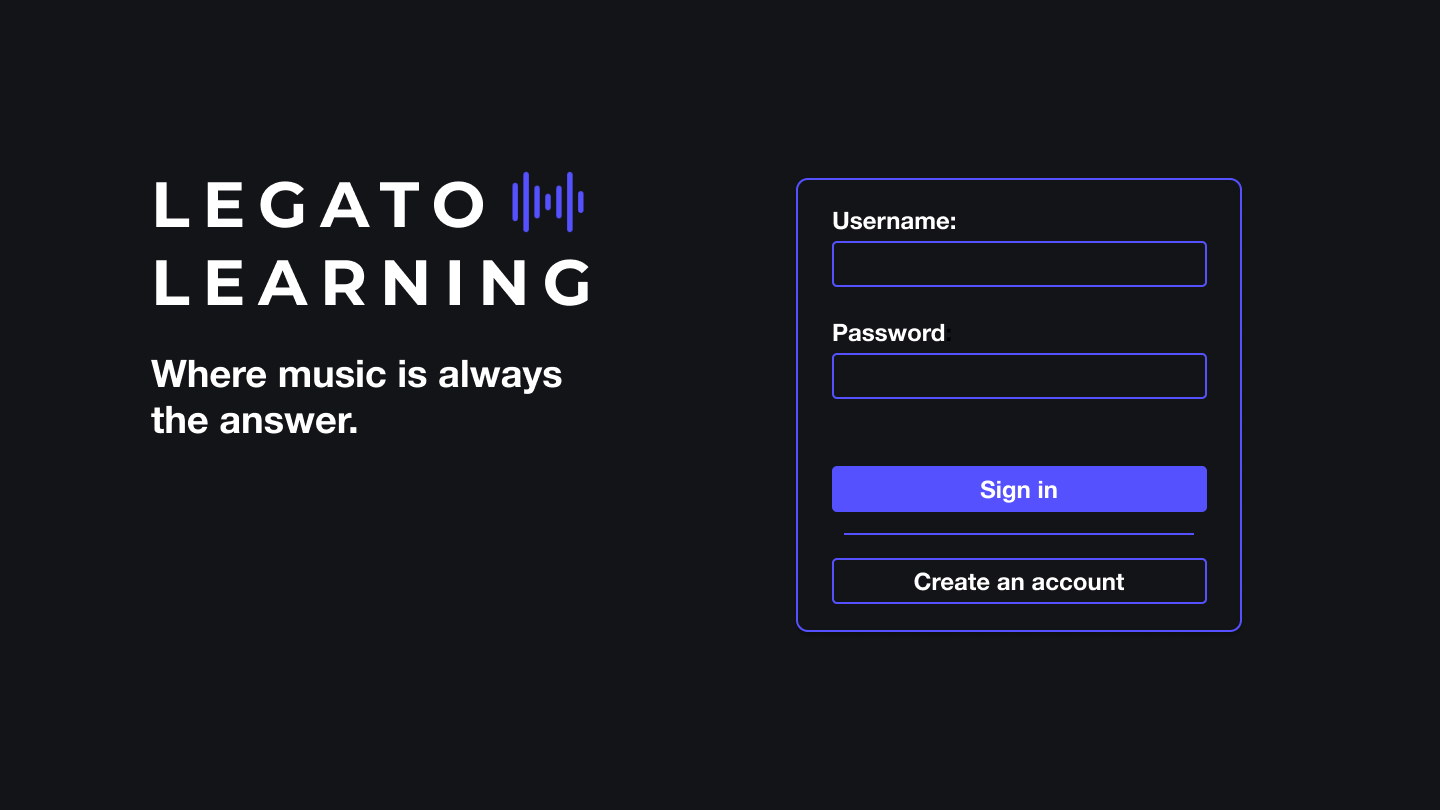 LEGATO
LEARNING
Where music is always
the answer.
Username:
Password:
Sign in
Create an account